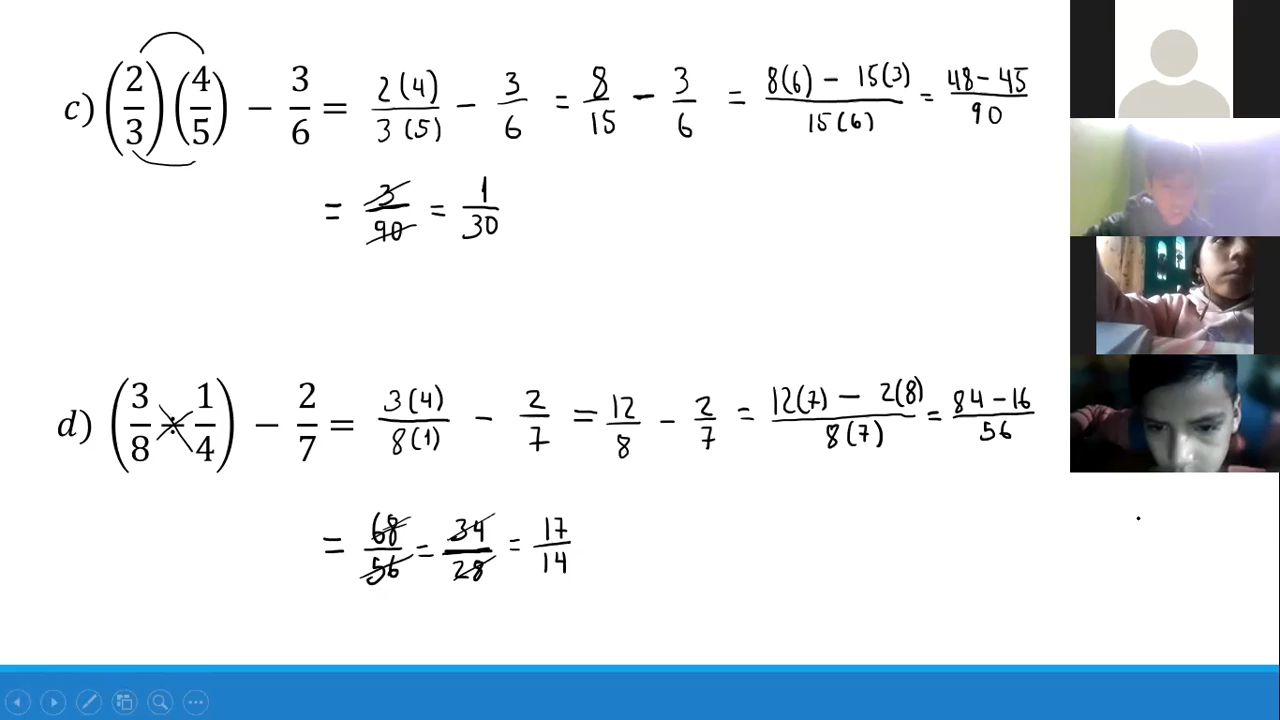 c) (2/3)(4/5) − 3/6 = 2(4)/3(5) − 3/6 = 8/15 − 3/6 = 8(6) − 15(3)/15(6) = 48−45/90
= 3/90 = 1/30
d) (3/8 ÷ 1/4) − 2/7 = 3(4)/8(1) − 2/7 = 12/8 − 2/7 = 12(7) − 2(8)/8(7) = 84−16/56
= 68/56 = 34/28 = 17/14